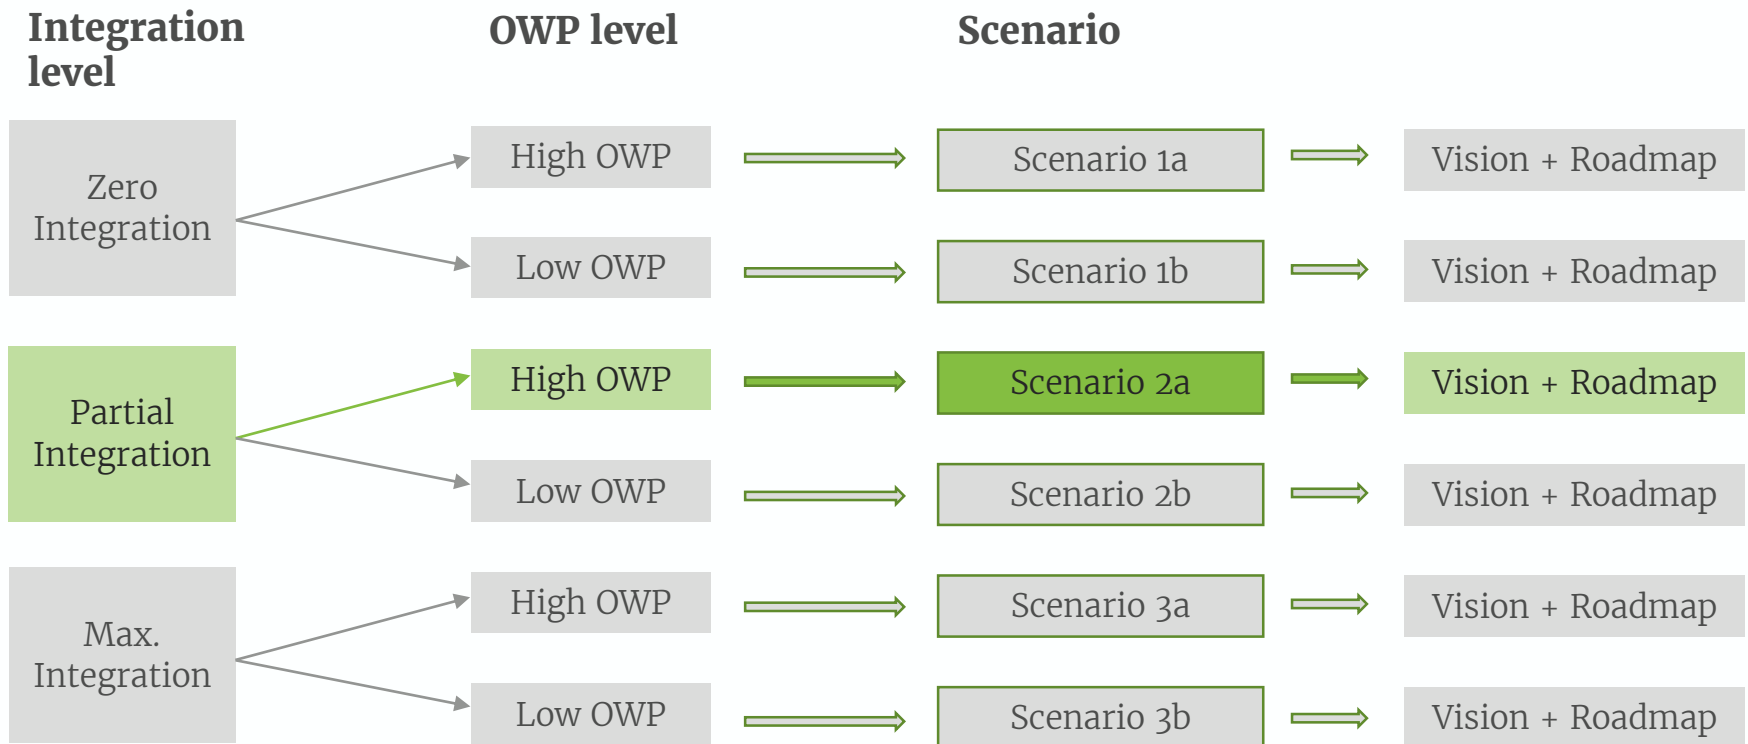 Integration
level
OWP level
Scenario
Zero
Integration
High OWP
Scenario 1a
Vision + Roadmap
Low OWP
Scenario 1b
Vision + Roadmap
Partial
Integration
High OWP
Scenario 2a
Vision + Roadmap
Low OWP
Scenario 2b
Vision + Roadmap
Max.
Integration
High OWP
Scenario 3a
Vision + Roadmap
Low OWP
Scenario 3b
Vision + Roadmap